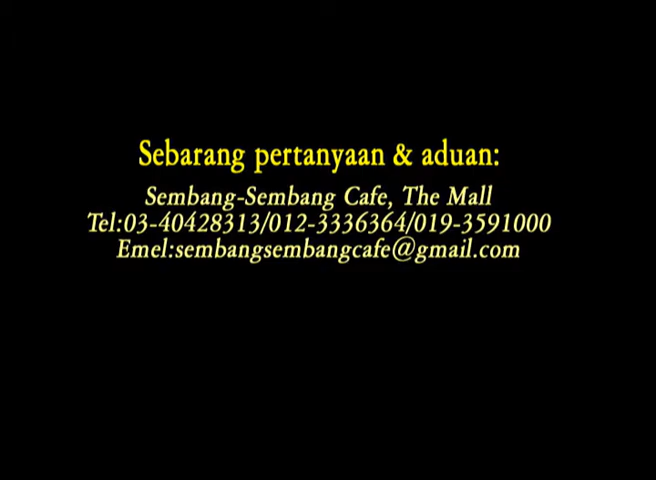 Sebarang pertanyaan & aduan:
Sembang-Sembang Cafe, The Mall
Tel:03-40428313/012-3336364/019-3591000
Emel:sembangsembangcafe@gmail.com